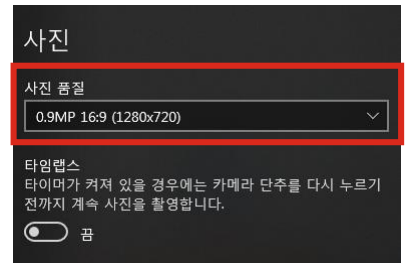 사진
사진 품질
0.9MP 16:9 (1280x720)
타임랩스
타이머가 켜져 있을 경우에는 카메라 단추를 다시 누르기
전까지 계속 사진을 촬영합니다.
끔